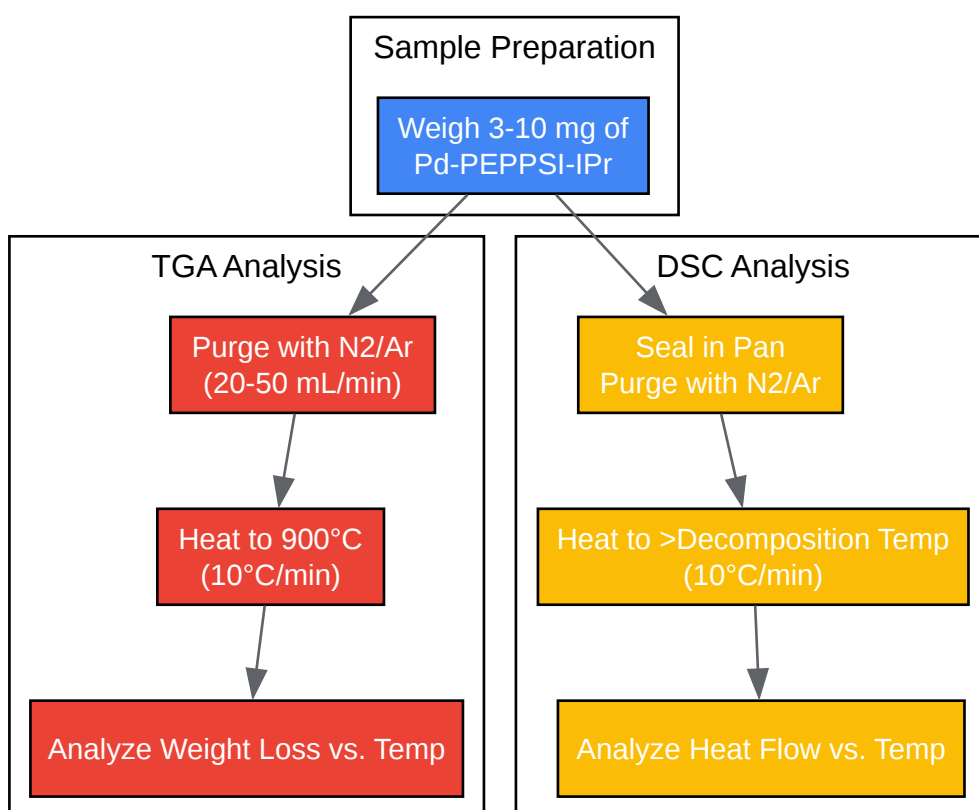 Sample Preparation
Weigh 3-10 mg of
Pd-PEPPSI-IPr
TGA Analysis
Purge with N2/Ar
(20-50 mL/min)
Heat to 900°C
(10°C/min)
Analyze Weight Loss vs. Temp
DSC Analysis
Seal in Pan
Purge with N2/Ar
Heat to >Decomposition Temp
(10°C/min)
Analyze Heat Flow vs. Temp